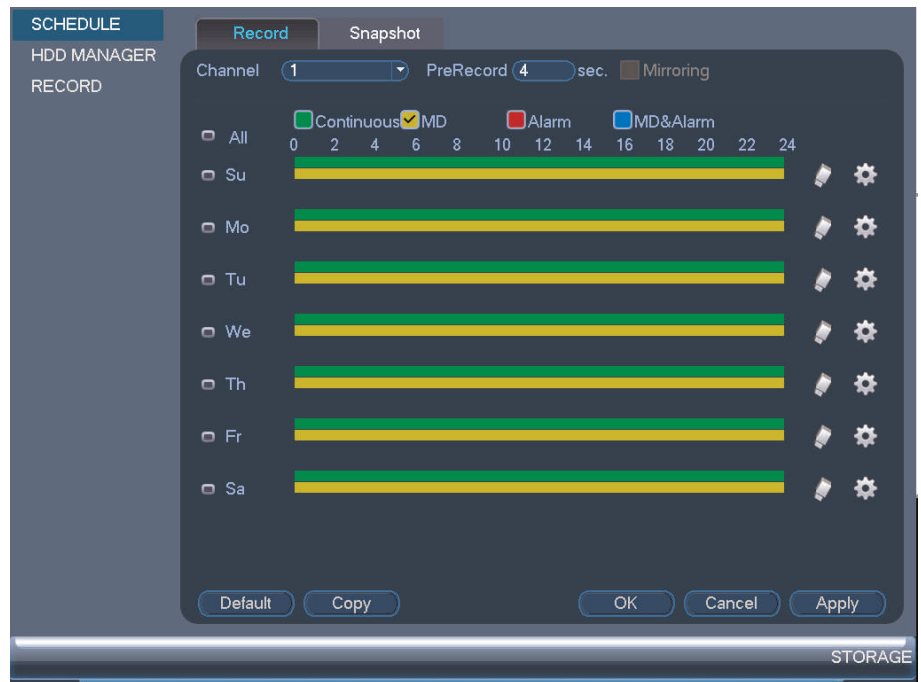 SCHEDULE
HDD MANAGER
RECORD
Record Snapshot
Channel 1 PreRecord 4 sec. Mirroring
Continuous MD Alarm MD&Alarm
All 0 2 4 6 8 10 12 14 16 18 20 22 24
Su
Mo
Tu
We
Th
Fr
Sa
Default Copy OK Cancel Apply
STORAGE